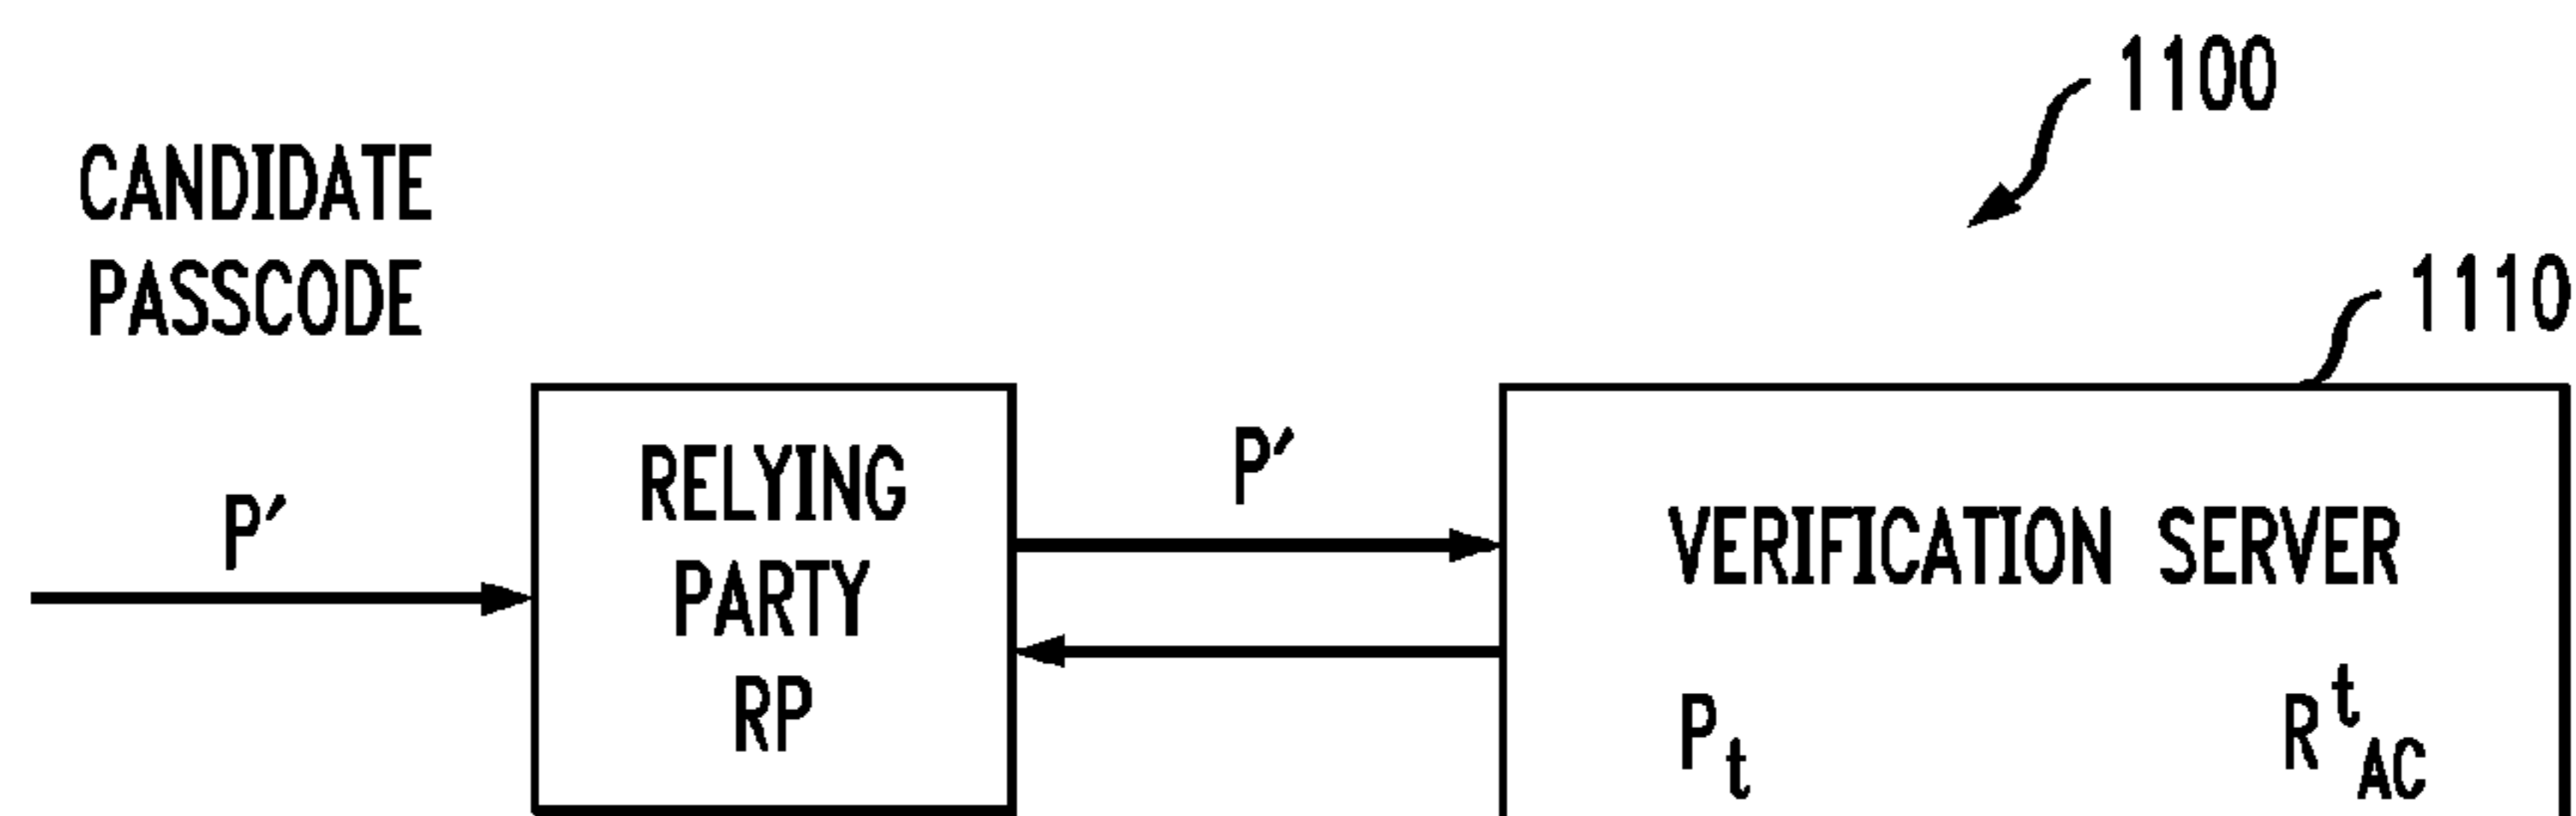 1100
CANDIDATE
PASSCODE
1110
P′
RELYING
PARTY
RP
P′
VERIFICATION SERVER
Pt
RtAC